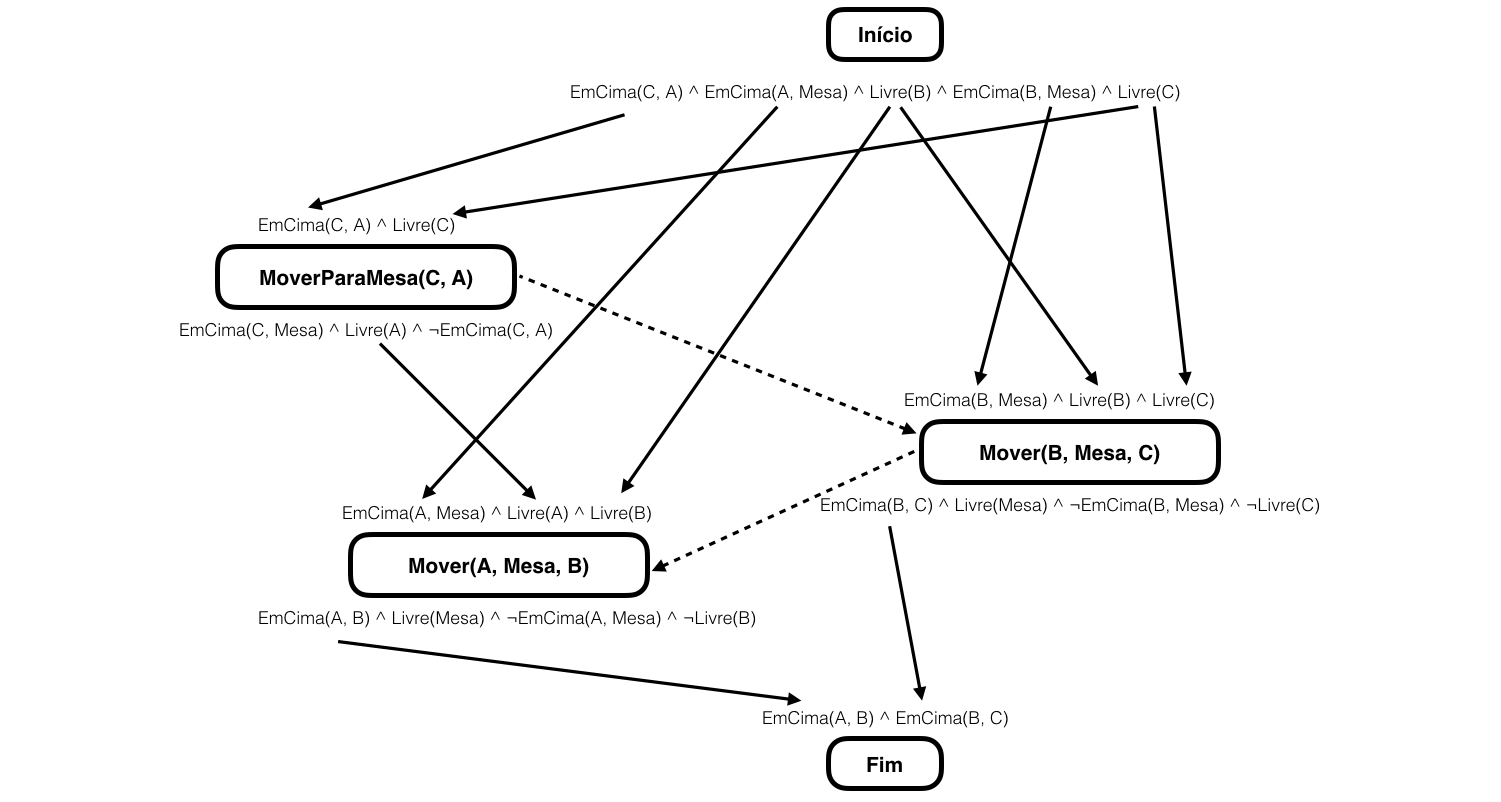 Início
EmCima(C, A) ^ EmCima(A, Mesa) ^ Livre(B) ^ EmCima(B, Mesa) ^ Livre(C)
EmCima(C, A) ^ Livre(C)
MoverParaMesa(C, A)
EmCima(C, Mesa) ^ Livre(A) ^ ¬EmCima(C, A)
EmCima(B, Mesa) ^ Livre(B) ^ Livre(C)
Mover(B, Mesa, C)
EmCima(B, C) ^ Livre(Mesa) ^ ¬EmCima(B, Mesa) ^ ¬Livre(C)
EmCima(A, Mesa) ^ Livre(A) ^ Livre(B)
Mover(A, Mesa, B)
EmCima(A, B) ^ Livre(Mesa) ^ ¬EmCima(A, Mesa) ^ ¬Livre(B)
EmCima(A, B) ^ EmCima(B, C)
Fim